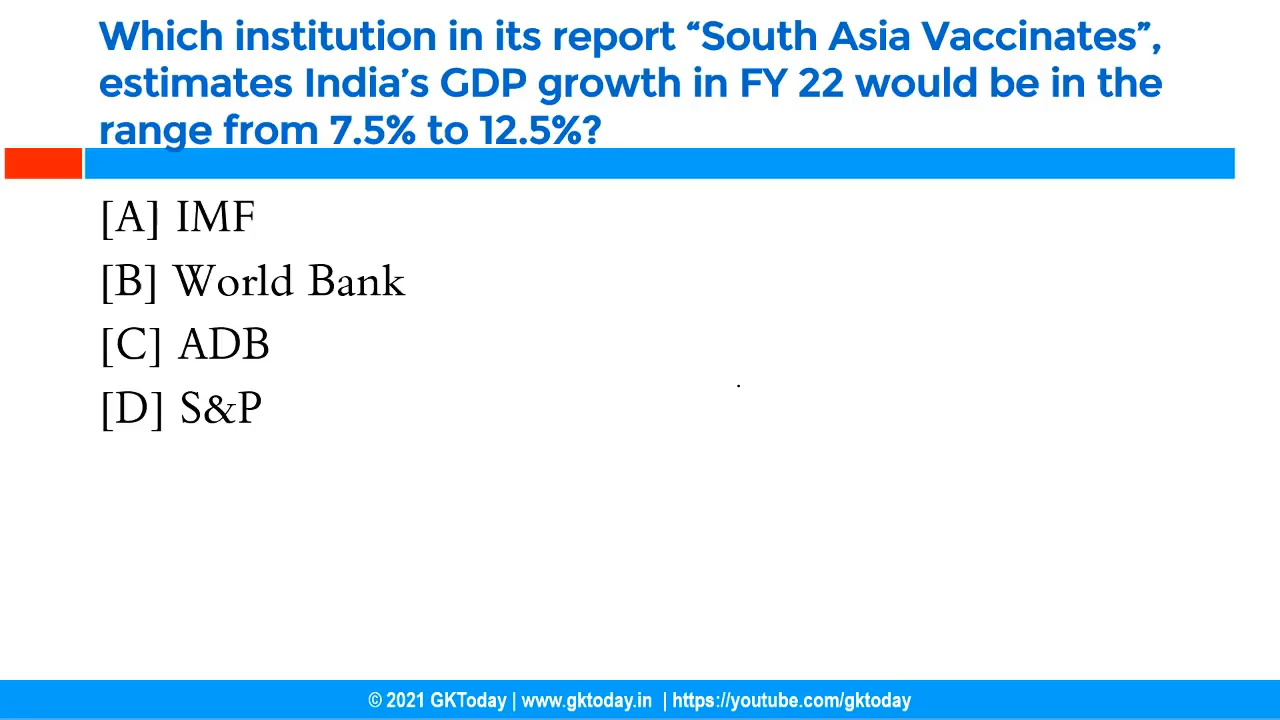 Which institution in its report “South Asia Vaccinates”,
estimates India’s GDP growth in FY 22 would be in the
range from 7.5% to 12.5%?
[A] IMF
[B] World Bank
[C] ADB
[D] S&P
© 2021 GKToday | www.gktoday.in | https://youtube.com/gktoday